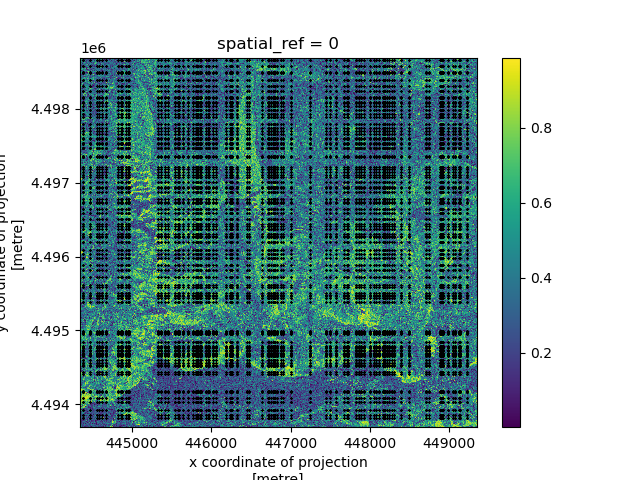 spatial_ref = 0
1e6
4.498
4.497
4.496
4.495
4.494
y coordinate of projection
[metre]
445000 446000 447000 448000 449000
x coordinate of projection
[metre]
0.8
0.6
0.4
0.2